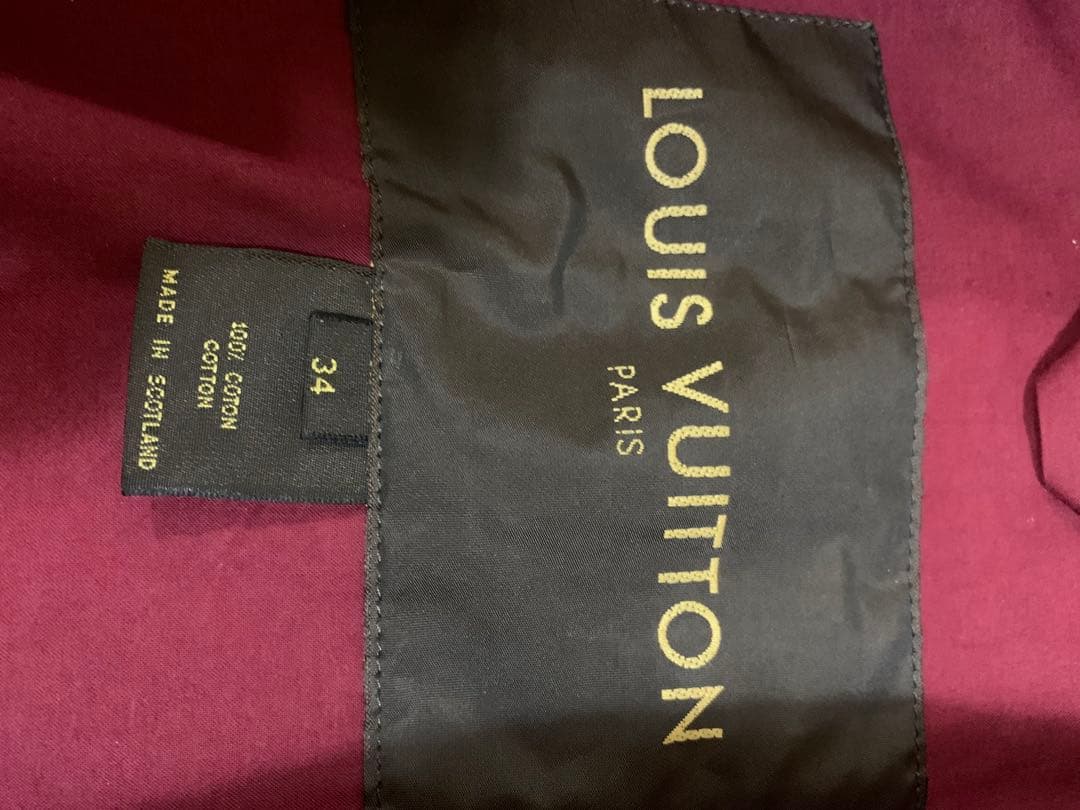 LOUIS VUITTON
PARIS
34
100% COTON
COTTON
MADE IN SCOTLAND